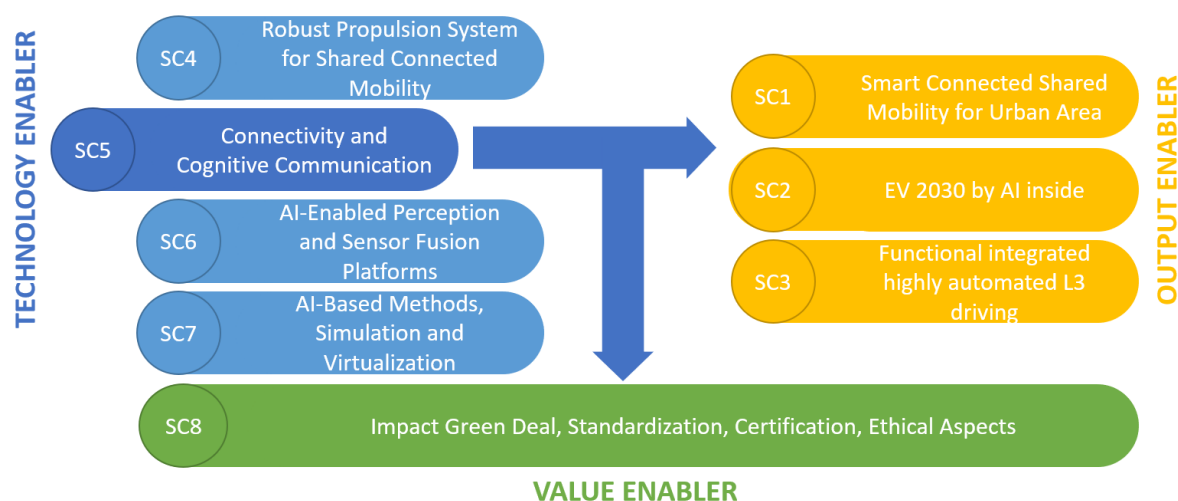 TECHNOLOGY ENABLER
SC4
Robust Propulsion System
for Shared Connected
Mobility
SC5
Connectivity and
Cognitive Communication
SC6
AI-Enabled Perception
and Sensor Fusion
Platforms
SC7
AI-Based Methods,
Simulation and
Virtualization
SC1
Smart Connected Shared
Mobility for Urban Area
SC2
EV 2030 by AI inside
SC3
Functional integrated
highly automated L3
driving
OUTPUT ENABLER
SC8
Impact Green Deal, Standardization, Certification, Ethical Aspects
VALUE ENABLER